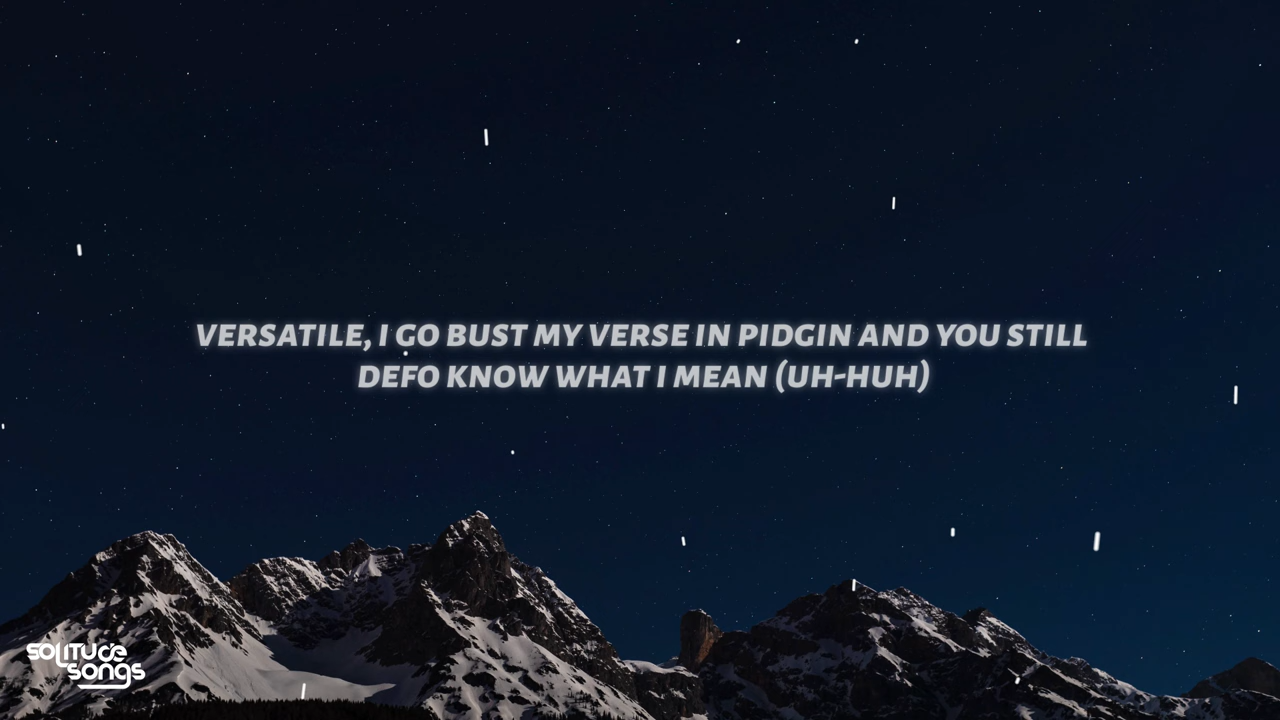 VERSATILE, I GO BUST MY VERSE IN PIDGIN AND YOU STILL
DEFO KNOW WHAT I MEAN (UH-HUH)
SOLITUDE
SONGS